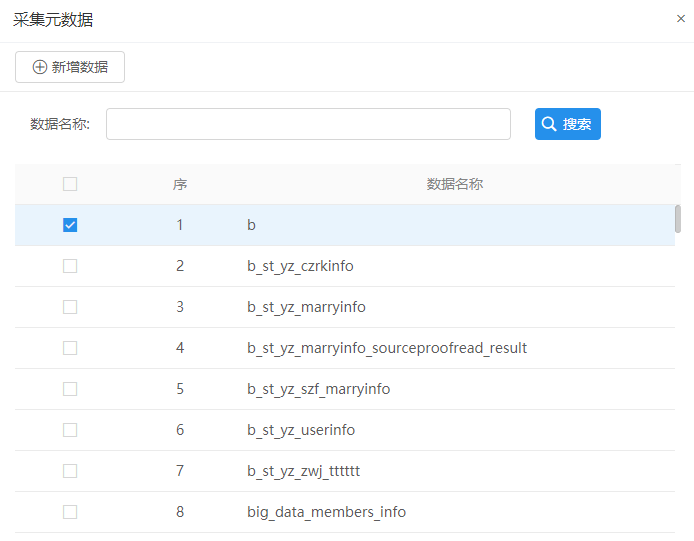 采集元数据
新增数据
数据名称:
搜索
序 数据名称
1 b
2 b_st_yz_czrkinfo
3 b_st_yz_marryinfo
4 b_st_yz_marryinfo_sourceproofread_result
5 b_st_yz_szf_marryinfo
6 b_st_yz_userinfo
7 b_st_yz_zwj_tttttt
8 big_data_members_info